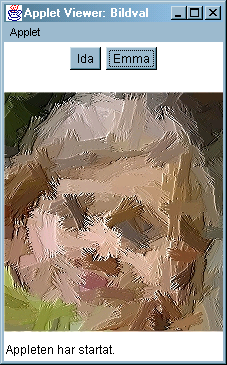 Applet Viewer: Bildval
Applet
Ida Emma
Appleten har startat.